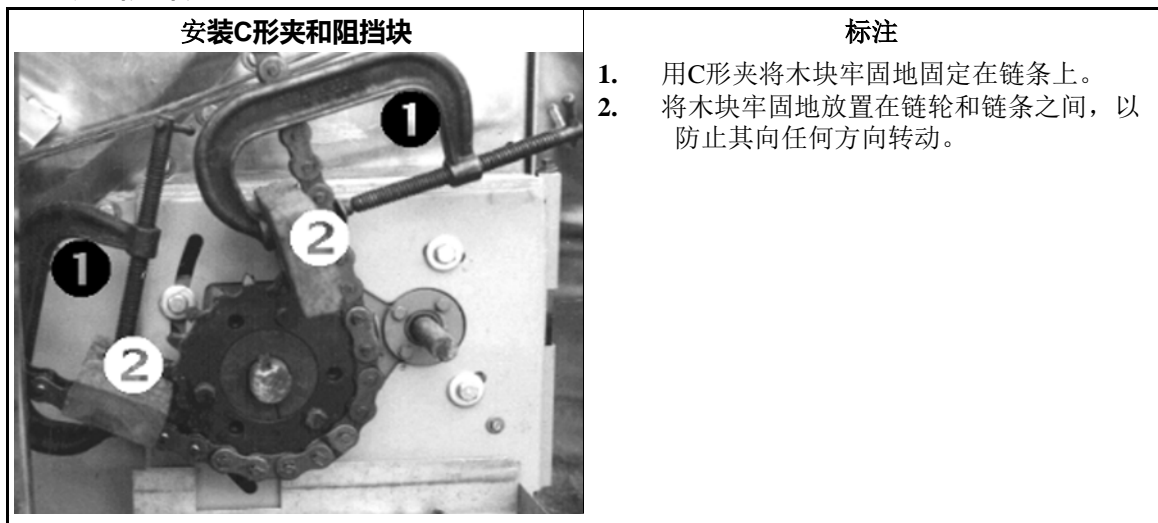 安装C形夹和阻挡块
标注
1. 用C形夹将木块牢固地固定在链条上。
2. 将木块牢固地放置在链轮和链条之间，以
防止其向任何方向转动。
1
2
1
2